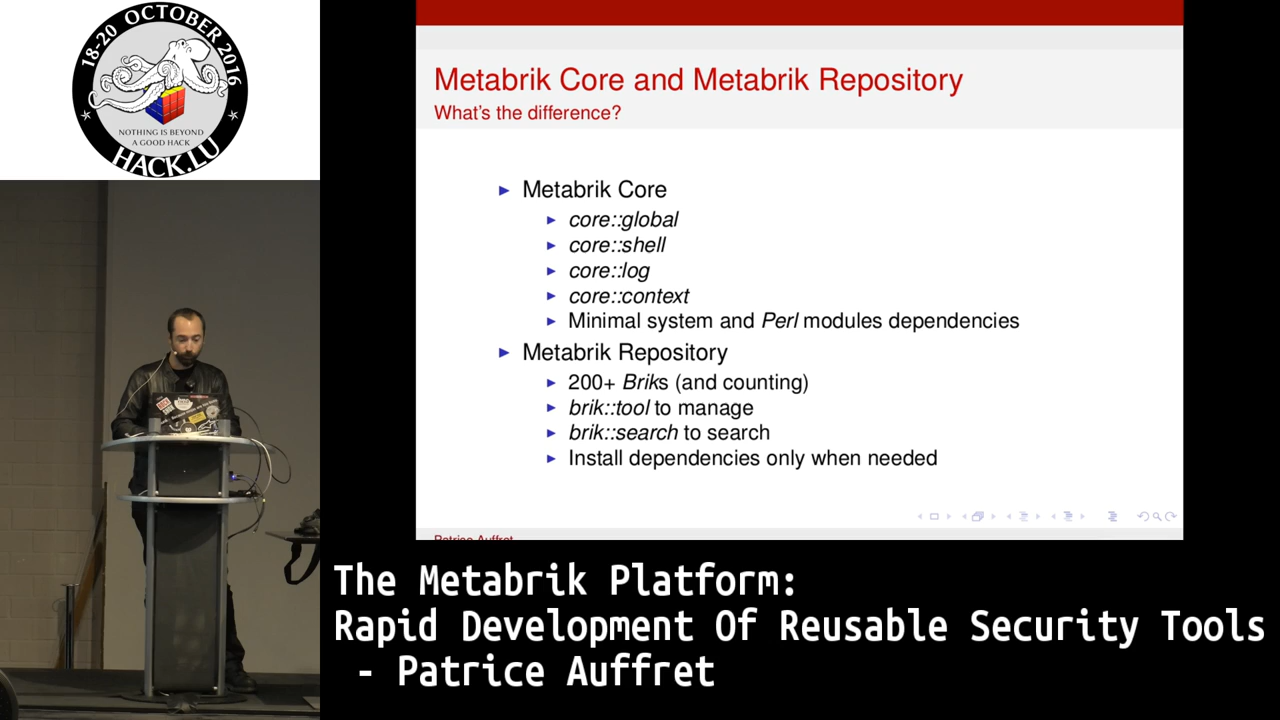 18-20 OCTOBER 2016
NOTHING IS BEYOND
A GOOD HACK
HACK.LU
Metabrik Core and Metabrik Repository
What's the difference?
Metabrik Core
core::global
core::shell
core::log
core::context
Minimal system and Perl modules dependencies
Metabrik Repository
200+ Briks (and counting)
brik::tool to manage
brik::search to search
Install dependencies only when needed
Patrice Auffret
The Metabrik Platform:
Rapid Development Of Reusable Security Tools
- Patrice Auffret